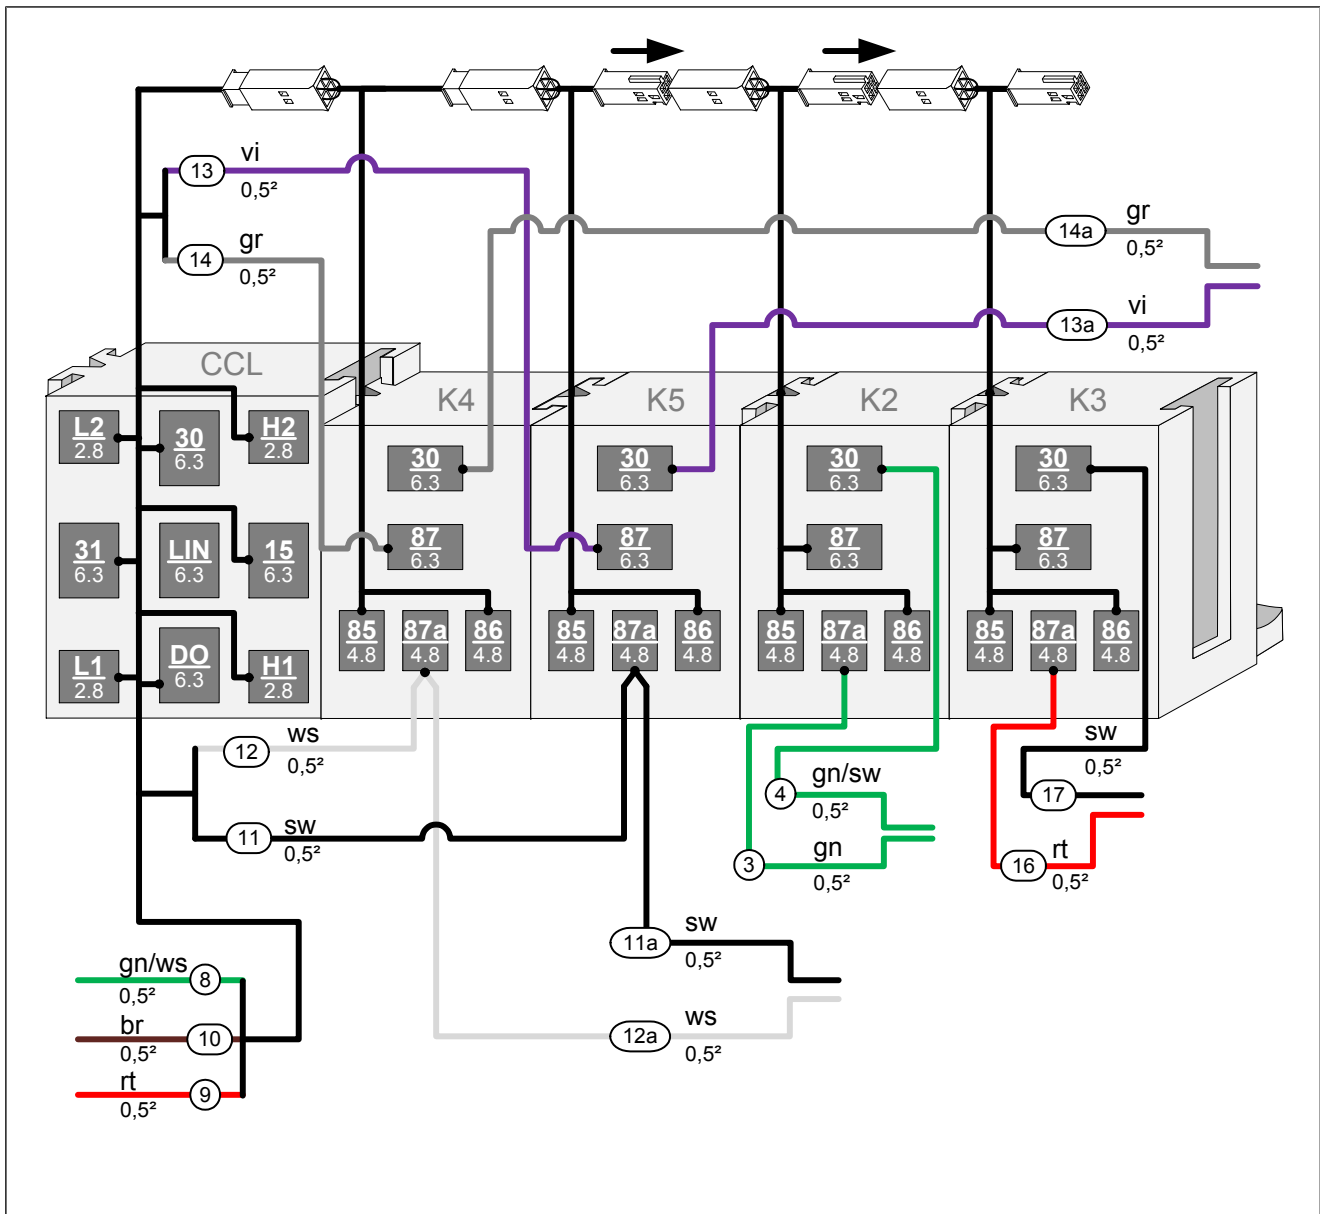 13
vi
0,5²
14
gr
0,5²
14a
gr
0,5²
13a
vi
0,5²
CCL
K4
K5
K2
K3
L2
2.8
30
6.3
H2
2.8
31
6.3
LIN
6.3
15
6.3
L1
2.8
DO
6.3
H1
2.8
30
6.3
87
6.3
85
4.8
87a
4.8
86
4.8
30
6.3
87
6.3
85
4.8
87a
4.8
86
4.8
30
6.3
87
6.3
85
4.8
87a
4.8
86
4.8
30
6.3
87
6.3
85
4.8
87a
4.8
86
4.8
12
ws
0,5²
11
sw
0,5²
4
gn/sw
0,5²
3
gn
0,5²
sw
0,5²
17
16
rt
0,5²
11a
sw
0,5²
12a
ws
0,5²
gn/ws
0,5²
8
br
0,5²
10
rt
0,5²
9